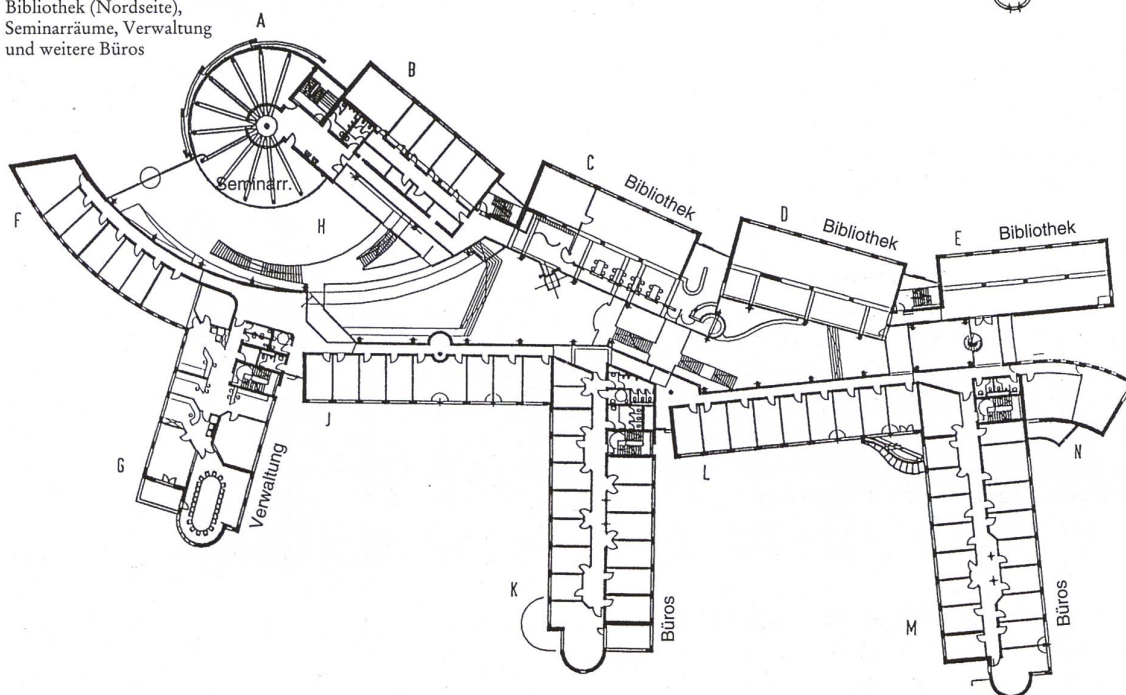 Bibliothek (Nordseite),
Seminarräume, Verwaltung
und weitere Büros
A
B
C
Bibliothek
D
Bibliothek
E
Bibliothek
F
Seminarr.
H
G
Verwaltung
J
K
Büros
L
M
Büros
N